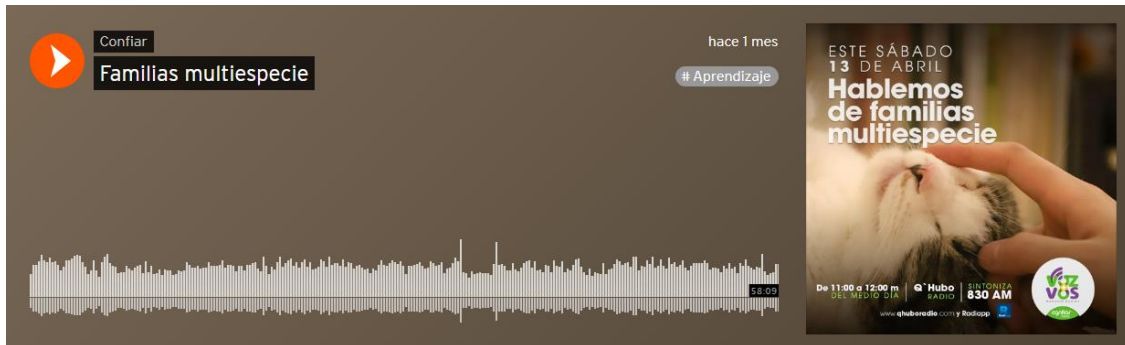 Confiar
Familias multiespecie
hace 1 mes
# Aprendizaje
58:09
ESTE SÁBADO
13 DE ABRIL
Hablemos
de familias
multiespecie
De 11:00 a 12:00 m
DEL MEDIO DÍA
Q`Hubo
RADIO
SINTONIZA
830 AM
www.qhuboradio.com y Radiapp
VOZ
VOS
confiar